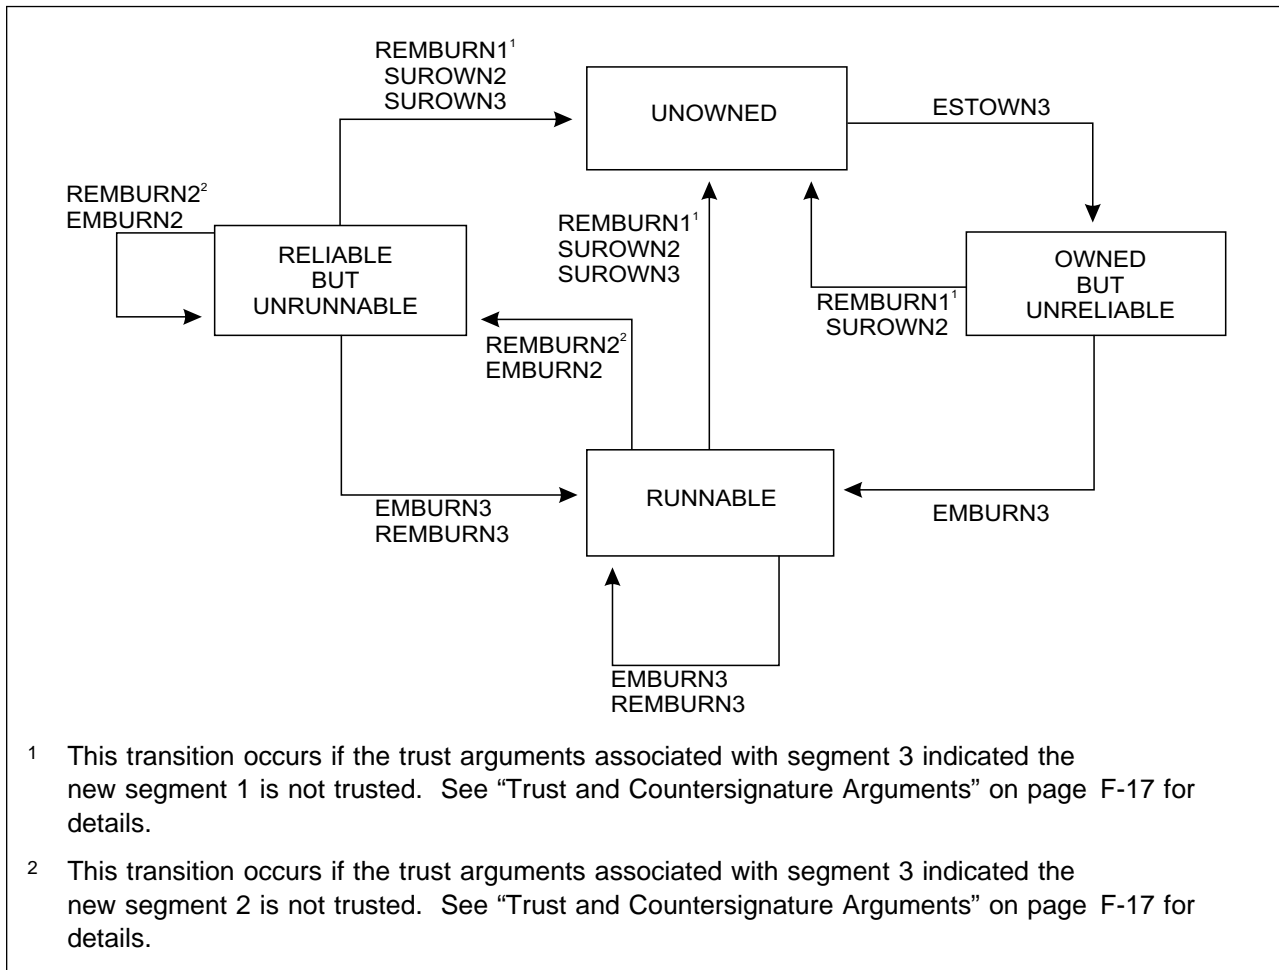 REMBURN1¹
SUROWN2
SUROWN3
UNOWNED
ESTOWN3
REMBURN2²
EMBURN2
RELIABLE
BUT
UNRUNNABLE
REMBURN1¹
SUROWN2
SUROWN3
OWNED
BUT
UNRELIABLE
REMBURN1¹
SUROWN2
REMBURN2²
EMBURN2
RUNNABLE
EMBURN3
REMBURN3
EMBURN3
EMBURN3
REMBURN3
1 This transition occurs if the trust arguments associated with segment 3 indicated the
new segment 1 is not trusted. See “Trust and Countersignature Arguments” on page F-17 for
details.
2 This transition occurs if the trust arguments associated with segment 3 indicated the
new segment 2 is not trusted. See “Trust and Countersignature Arguments” on page F-17 for
details.